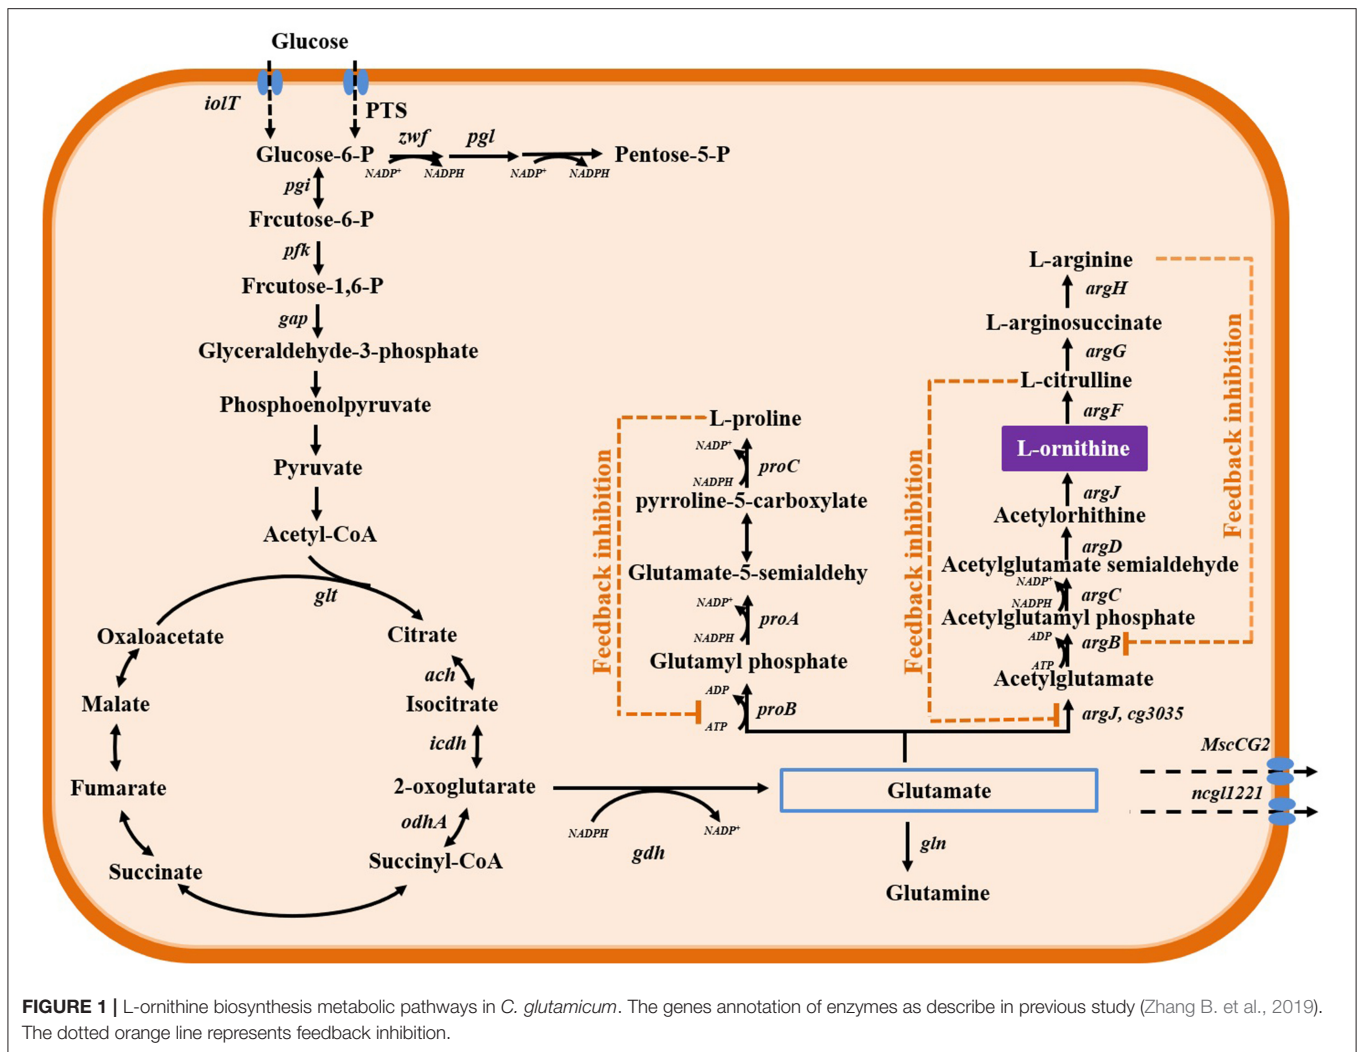 Glucose
iolT
PTS
Glucose-6-P
zwf
pgl
Pentose-5-P
NADP+
NADPH
NADP+
NADPH
pgi
Frcutose-6-P
pfk
Frcutose-1,6-P
gap
Glyceraldehyde-3-phosphate
Phosphoenolpyruvate
Pyruvate
Acetyl-CoA
glt
Oxaloacetate
Citrate
ach
Malate
Isocitrate
icdh
Fumarate
2-oxoglutarate
odhA
Succinate
Succinyl-CoA
NADPH
NADP+
gdh
L-proline
NADP+
proC
NADPH
pyrroline-5-carboxylate
Glutamate-5-semialdehy
NADP+
proA
NADPH
Glutamyl phosphate
ADP
proB
ATP
Feedback inhibition
L-arginine
argH
L-arginosuccinate
argG
L-citrulline
argF
L-ornithine
argJ
Acetylorhithine
argD
Acetylglutamate semialdehyde
NADP+
argC
NADPH
Acetylglutamyl phosphate
ADP
argB
ATP
Acetylglutamate
argJ, cg3035
Feedback inhibition
Feedback inhibition
Glutamate
gln
Glutamine
MscCG2
ncgl1221
FIGURE 1 | L-ornithine biosynthesis metabolic pathways in C. glutamicum. The genes annotation of enzymes as describe in previous study (Zhang B. et al., 2019).
The dotted orange line represents feedback inhibition.